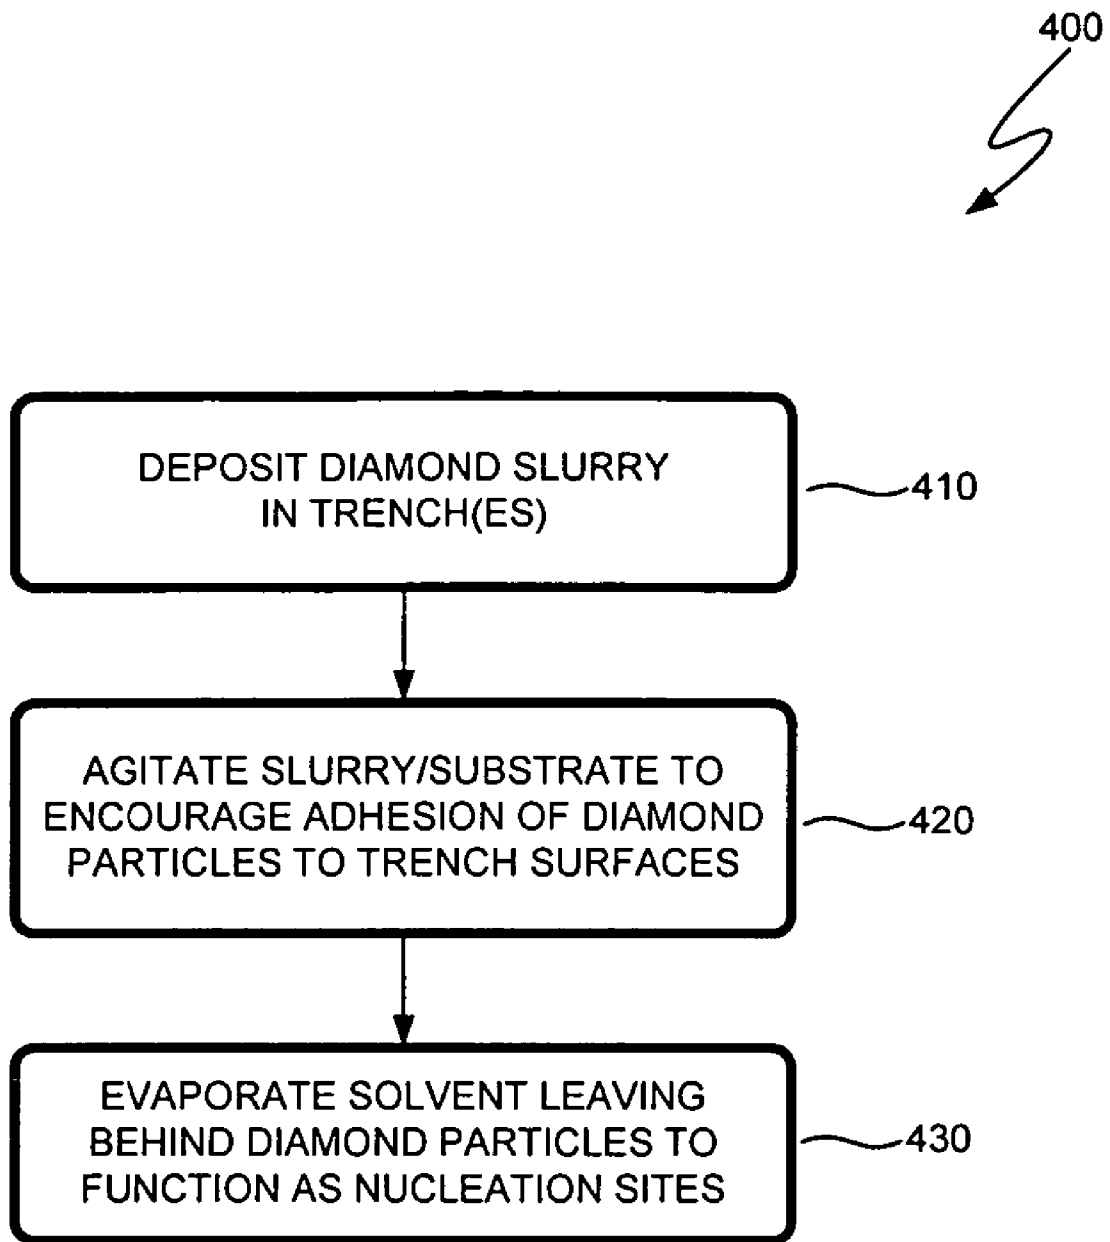 400
DEPOSIT DIAMOND SLURRY
IN TRENCH(ES)
410
AGITATE SLURRY/SUBSTRATE TO
ENCOURAGE ADHESION OF DIAMOND
PARTICLES TO TRENCH SURFACES
420
EVAPORATE SOLVENT LEAVING
BEHIND DIAMOND PARTICLES TO
FUNCTION AS NUCLEATION SITES
430